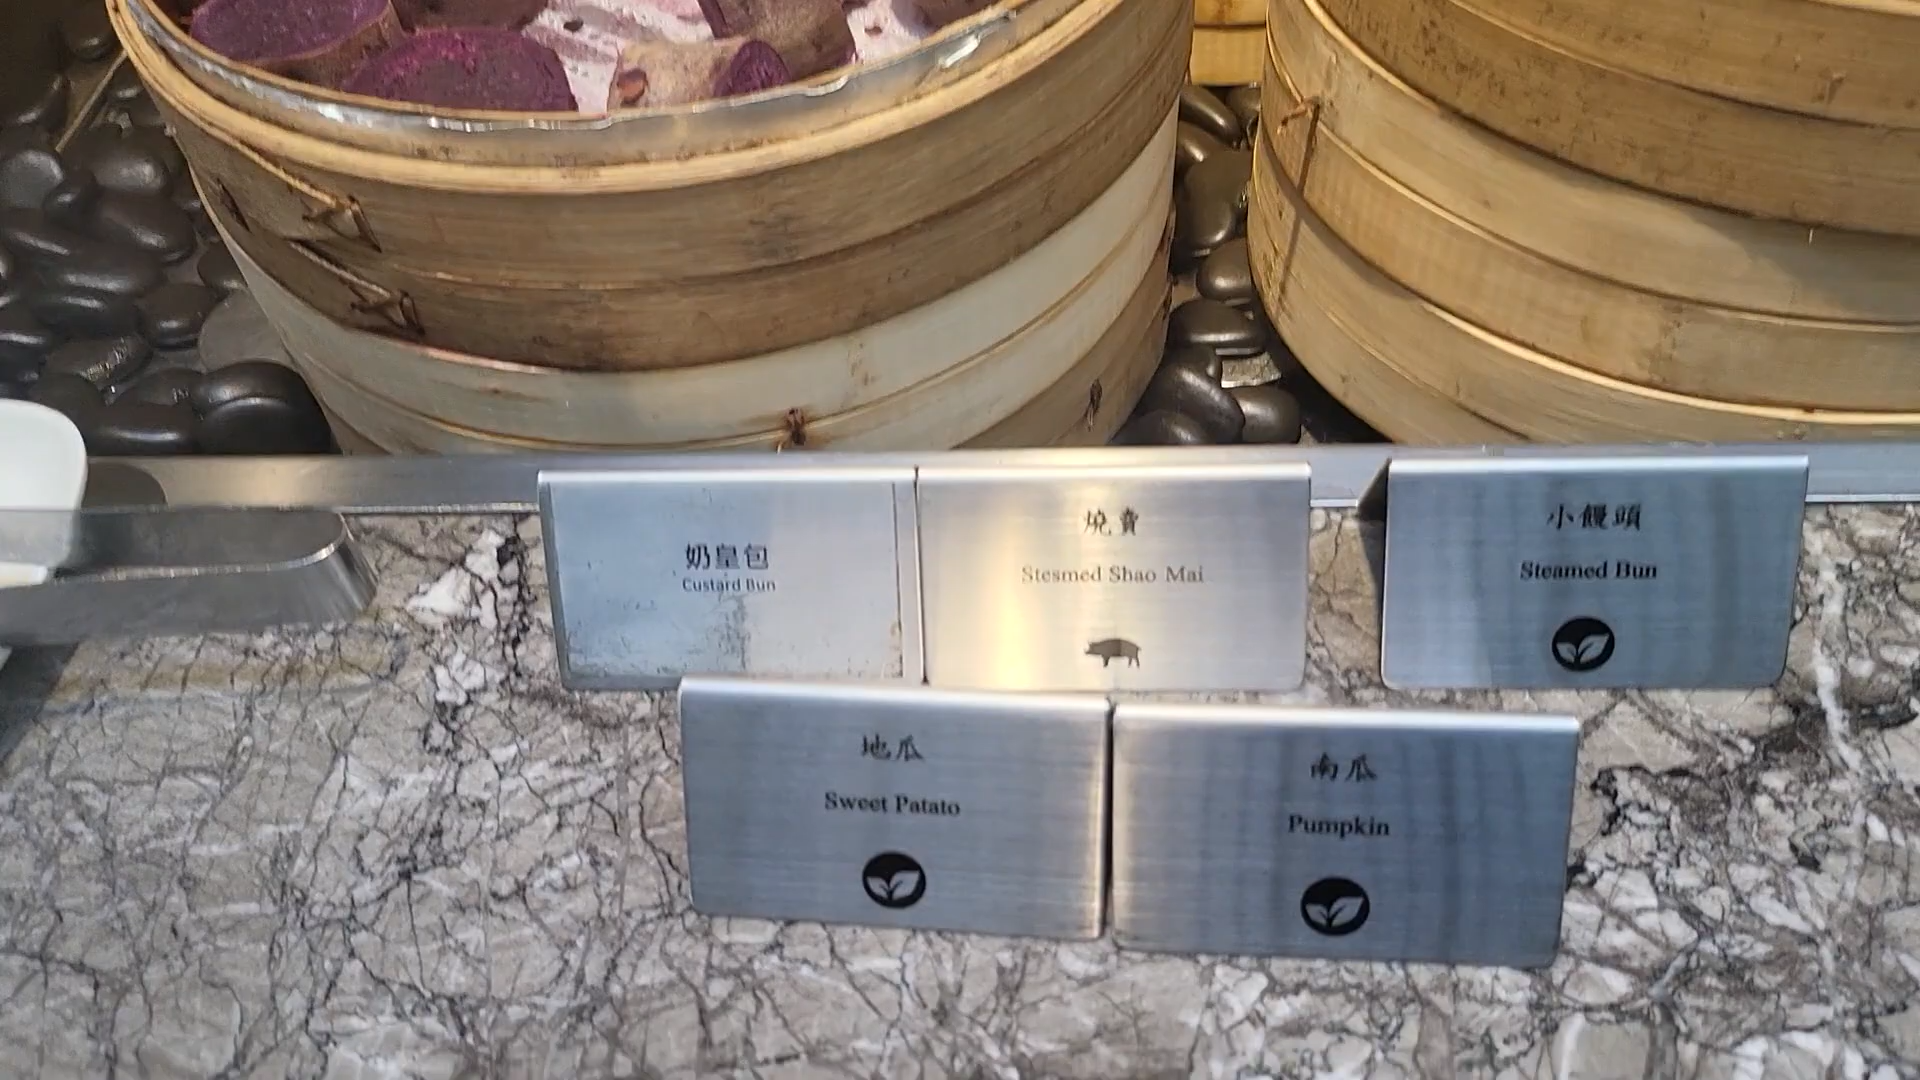 奶皇包
Custard Bun
燒賣
Stesmed Shao Mai
小饅頭
Steamed Bun
地瓜
Sweet Patato
南瓜
Pumpkin